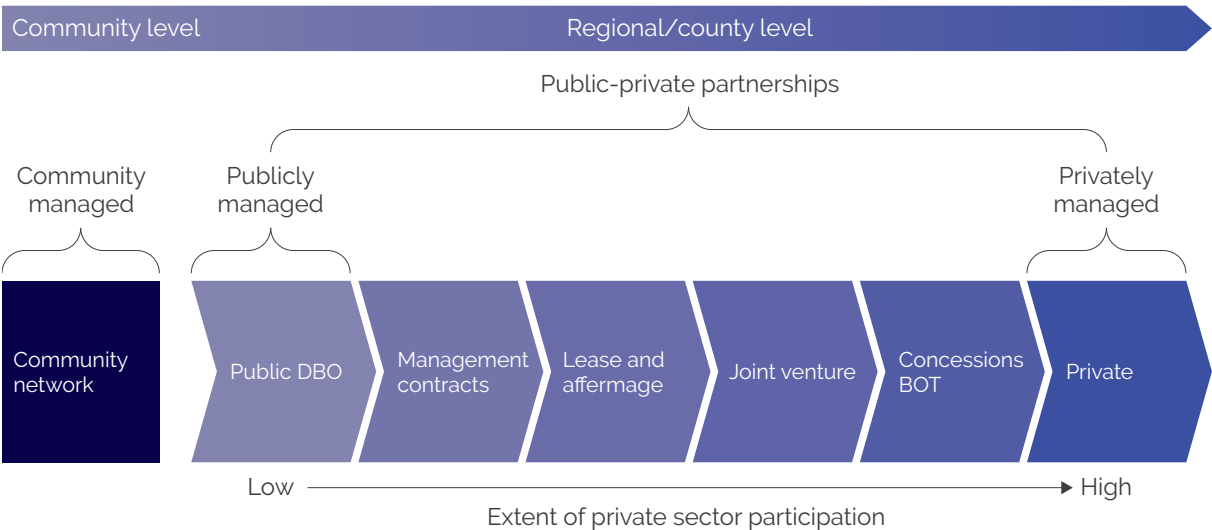 Community level
Regional/county level
Public-private partnerships
Community
managed
Publicly
managed
Privately
managed
Community
network
Public DBO
Management
contracts
Lease and
affermage
Joint venture
Concessions
BOT
Private
Low
High
Extent of private sector participation